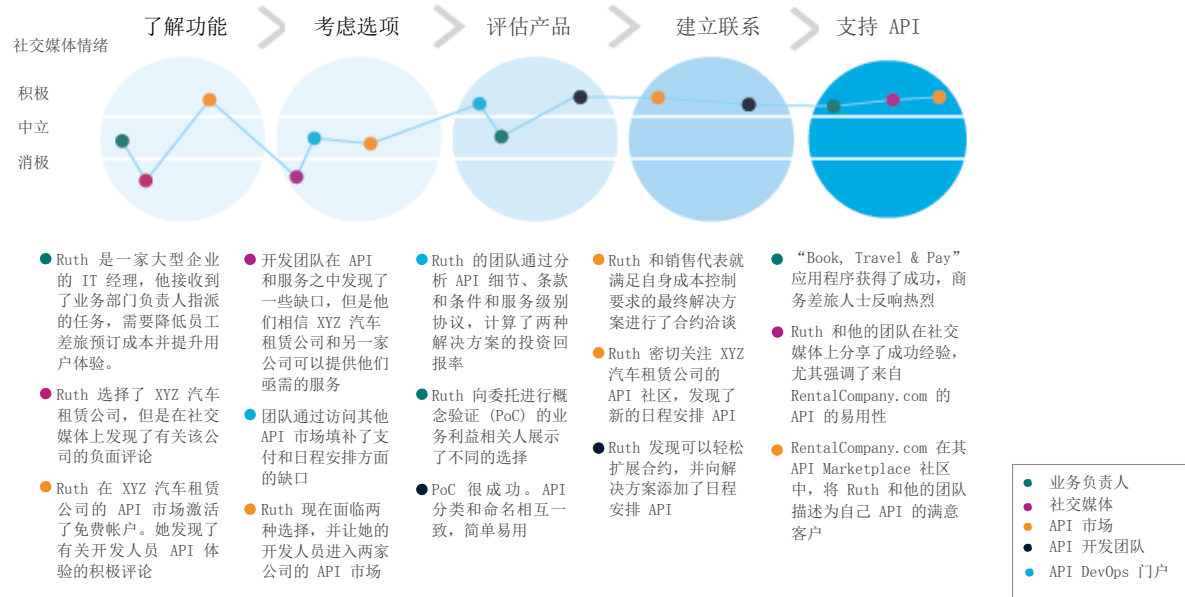 了解功能
考虑选项
评估产品
建立联系
支持 API
社交媒体情绪
积极
中立
消极
Ruth 是一家大型企业
的 IT 经理，他接收到
了业务部门负责人指派
的任务，需要降低员工
差旅预订成本并提升用
户体验。
Ruth 选择了 XYZ 汽车
租赁公司，但是在社交
媒体上发现了有关该公
司的负面评论
Ruth 在 XYZ 汽车租赁
公司的 API 市场激活
了免费帐户。她发现了
有关开发人员 API 体
验的积极评论
开发团队在 API
和服务之中发现了
一些缺口，但是他
们相信 XYZ 汽车
租赁公司和另一家
公司可以提供他们
亟需的服务
团队通过访问其他
API 市场填补了支
付和日程安排方面
的缺口
Ruth 现在面临两
种选择，并让她的
开发人员进入两家
公司的 API 市场
Ruth 的团队通过分
析 API 细节、条款
和条件和服务级别
协议，计算了两种
解决方案的投资回
报率
Ruth 向委托进行概
念验证 (PoC) 的业
务利益相关人展示
了不同的选择
PoC 很成功。API
分类和命名相互一
致，简单易用
Ruth 和销售代表就
满足自身成本控制
要求的最终解决方
案进行了合约洽谈
Ruth 密切关注 XYZ
汽车租赁公司的
API 社区，发现了
新的日程安排 API
Ruth 发现可以轻松
扩展合约，并向解
决方案添加了日程
安排 API
“Book, Travel & Pay”
应用程序获得了成功，商
务差旅人士反响热烈
Ruth 和他的团队在社交
媒体上分享了成功经验，
尤其强调了来自
RentalCompany.com 的
API 的易用性
RentalCompany.com 在其
API Marketplace 社区
中，将 Ruth 和他的团队
描述为自己 API 的满意
客户
业务负责人
社交媒体
API 市场
API 开发团队
API DevOps 门户